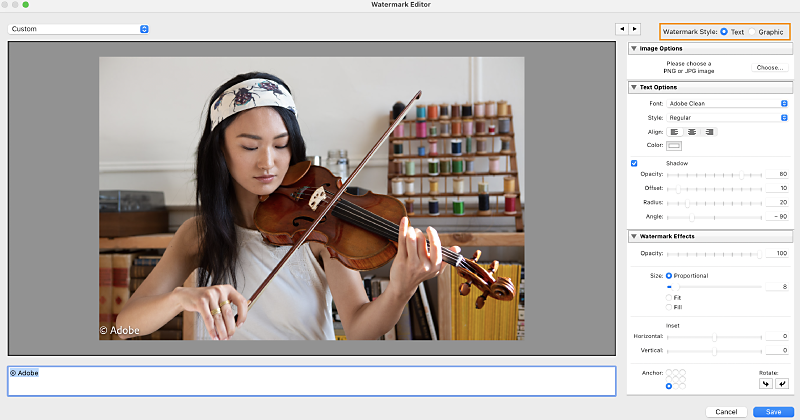 Watermark Editor
Custom
Watermark Style: Text Graphic
Image Options
Please choose a
PNG or JPG image
Choose...
Text Options
Font: Adobe Clean
Style: Regular
Align:
Color:
Shadow
Opacity: 80
Offset: 10
Radius: 20
Angle: - 90
Watermark Effects
Opacity: 100
Size: Proportional
8
Fit
Fill
Inset
Horizontal: 0
Vertical: 0
Anchor: Rotate:
© Adobe
© Adobe
Cancel Save